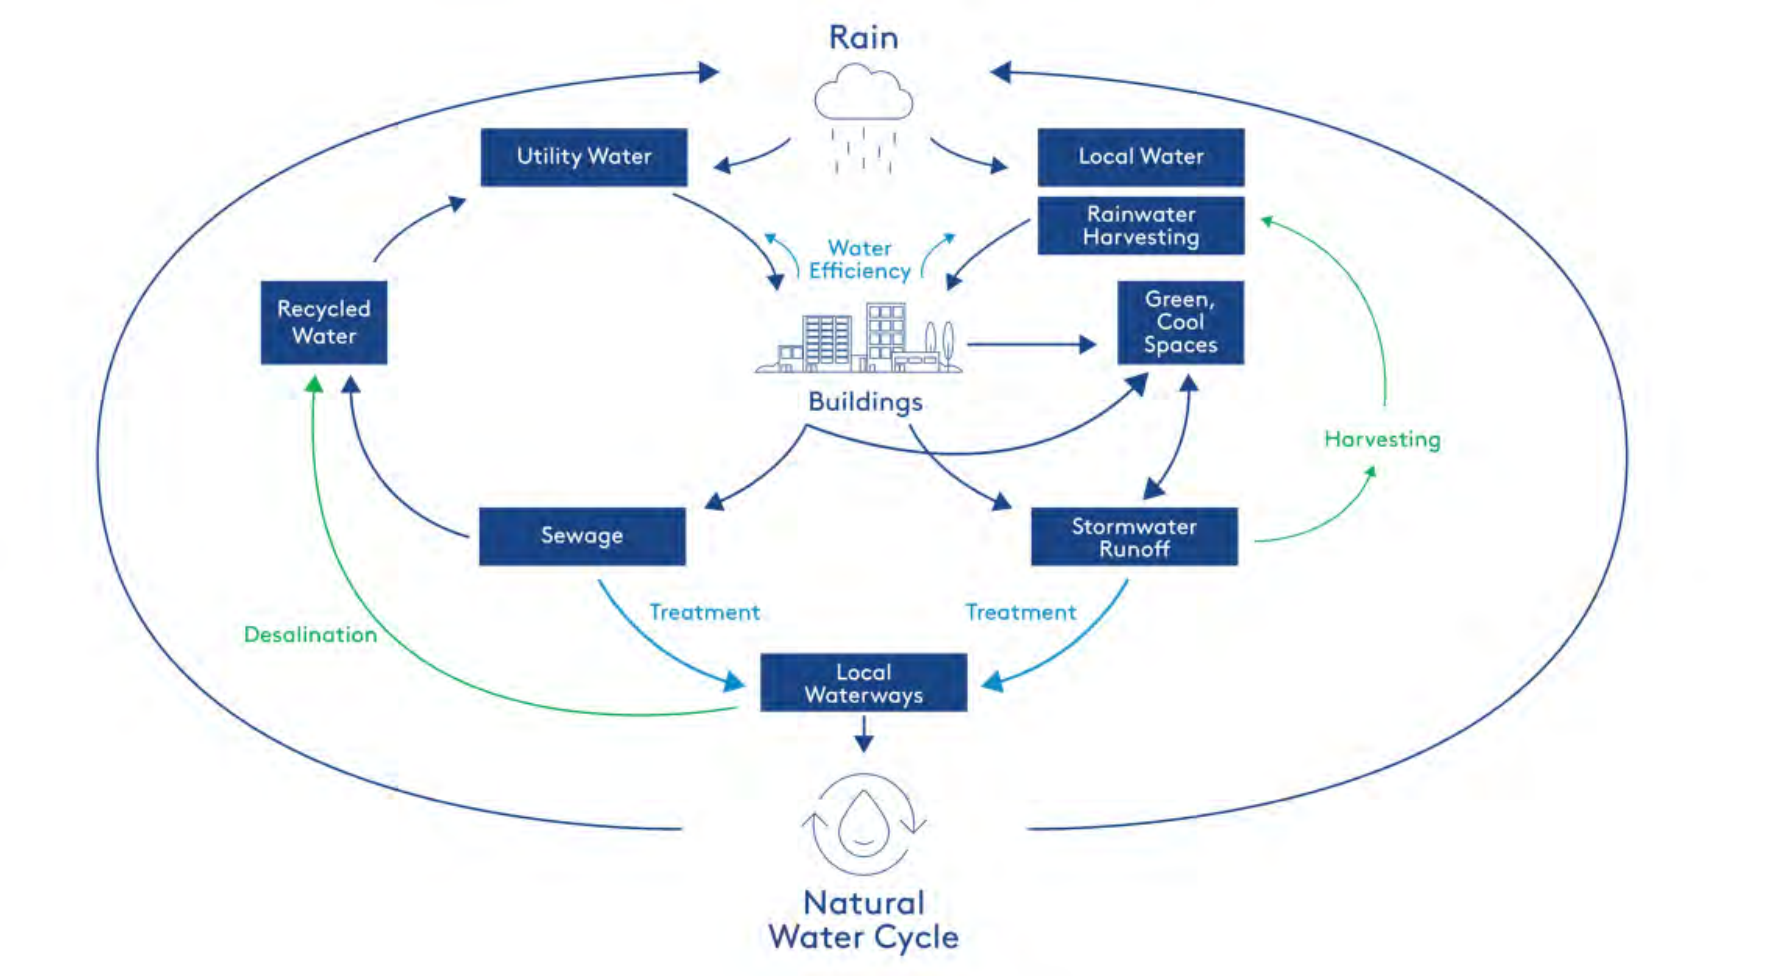 Rain
Utility Water
Local Water
Rainwater
Harvesting
Water
Efficiency
Recycled
Water
Green,
Cool
Spaces
Buildings
Harvesting
Sewage
Stormwater
Runoff
Treatment
Treatment
Desalination
Local
Waterways
Natural
Water Cycle